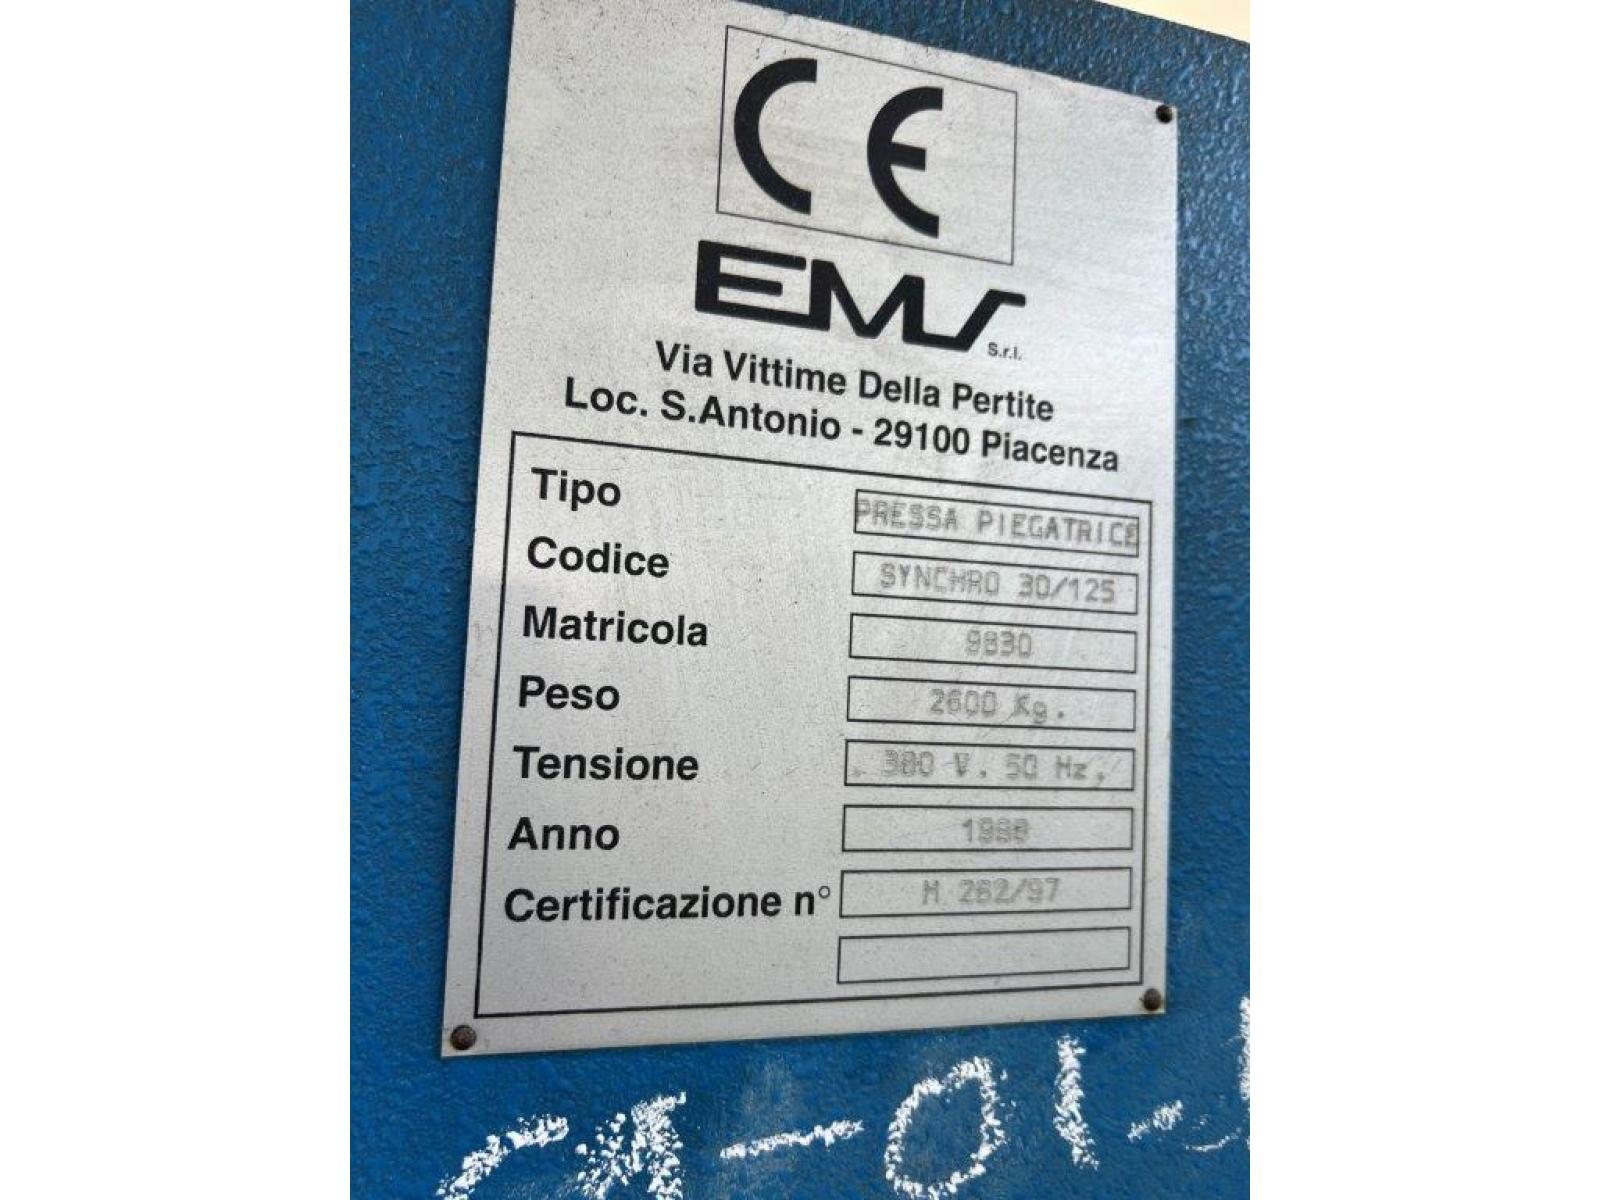 CE
EMS S.r.l.
Via Vittime Della Pertite
Loc. S.Antonio - 29100 Piacenza
Tipo PRESSA PIEGATRICE
Codice SYNCHRO 30/125
Matricola 9830
Peso 2600 Kg.
Tensione 380 V. 50 Hz.
Anno 1998
Certificazione n° M 262/97